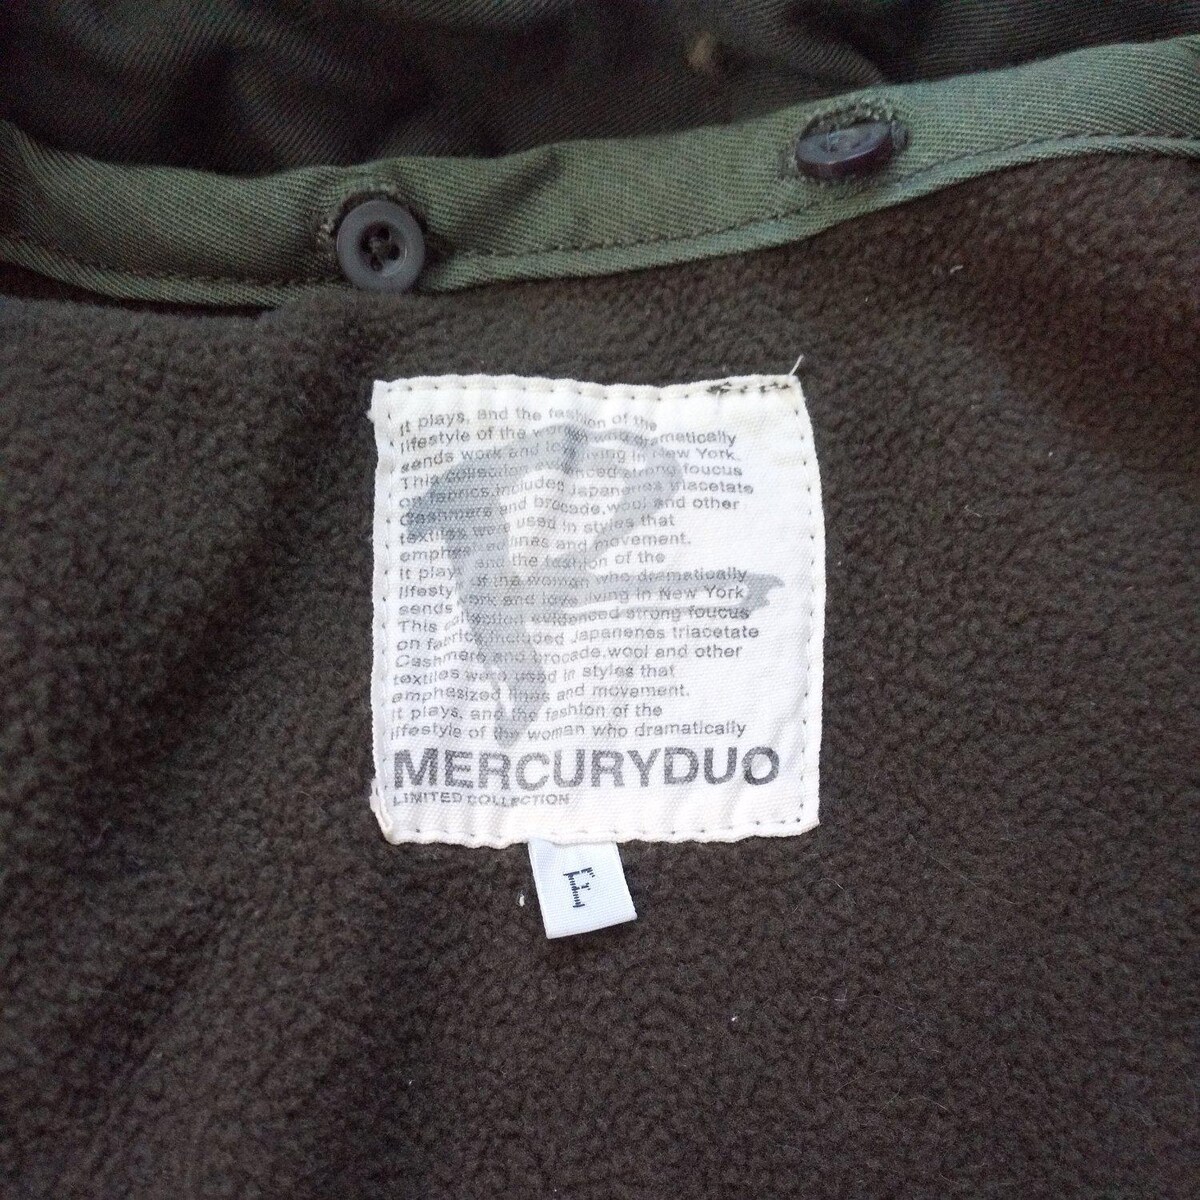 It plays, and the fashion of the
lifestyle of the woman who dramatically
sends work and love living in New York.
This collection evidenced strong foucus
on fabrics.included Japanenes triacetate
Cashmere and brocade,wool and other
textiles were used in styles that
emphesized lines and movement.
It plays, and the fashion of the
lifestyle of the woman who dramatically
sends work and love living in New York
This collection evidenced strong foucus
on fabrics included Japanenes triacetate
Cashmere and brocade,wool and other
textiles were used in styles that
emphesized lines and movement.
It plays, and the fashion of the
lifestyle of the woman who dramatically
MERCURYDUO
LIMITED COLLECTION
F